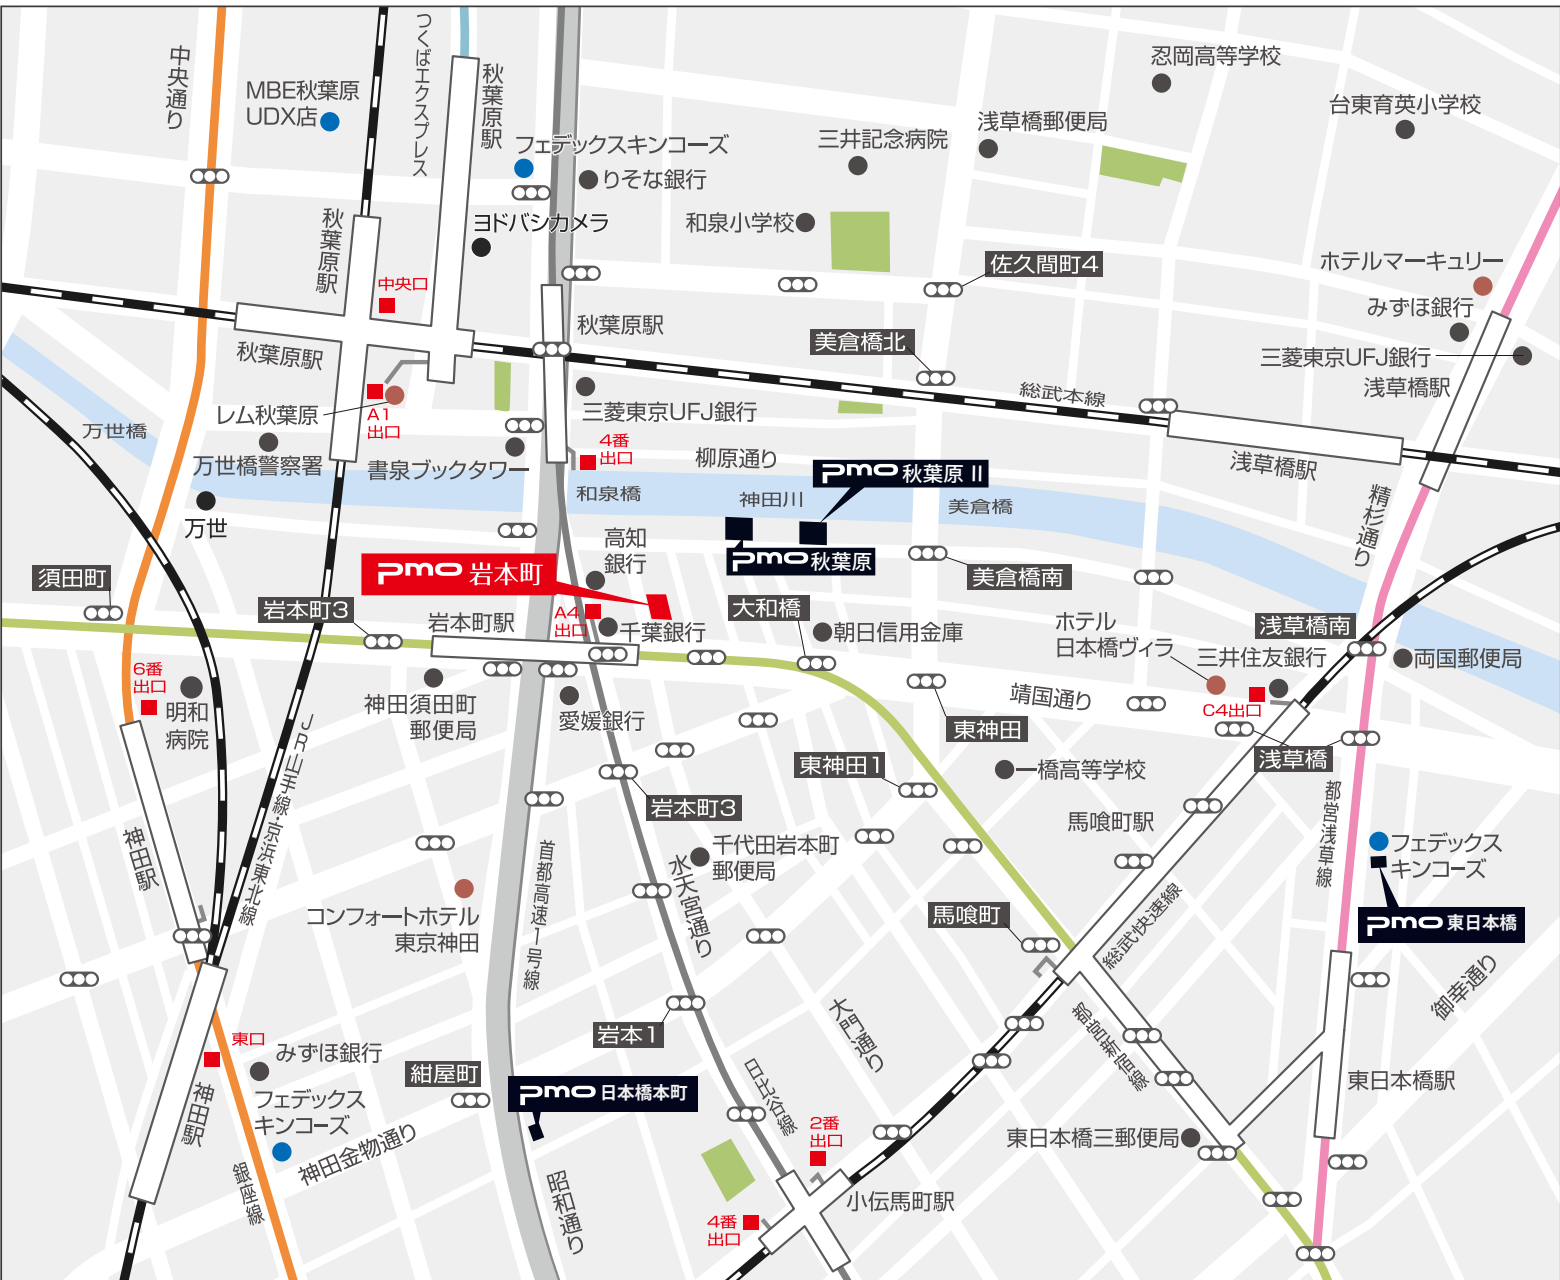 中央通り
つくばエクスプレス
秋葉原駅
MBE秋葉原
UDX店
忍岡高等学校
台東育英小学校
浅草橋郵便局
三井記念病院
フェデックスキンコーズ
りそな銀行
和泉小学校
ヨドバシカメラ
秋葉原駅
中央口
佐久間町4
ホテルマーキュリー
みずほ銀行
三菱東京UFJ銀行
浅草橋駅
秋葉原駅
美倉橋北
秋葉原駅
総武本線
レム秋葉原
A1
出口
三菱東京UFJ銀行
万世橋
万世橋警察署
書泉ブックタワー
4番
出口
柳原通り
浅草橋駅
pmo 秋葉原 II
和泉橋
神田川
美倉橋
精杉通り
万世
高知
銀行
pmo 秋葉原
pmo 岩本町
美倉橋南
須田町
岩本町3
岩本町駅
A4
出口
千葉銀行
大和橋
朝日信用金庫
ホテル
日本橋ヴィラ
浅草橋南
三井住友銀行
両国郵便局
6番
出口
明和
病院
神田須田町
郵便局
愛媛銀行
靖国通り
C4出口
東神田
浅草橋
JR山手線・京浜東北線
東神田1
一橋高等学校
岩本町3
都営浅草線
馬喰町駅
神田駅
首都高速1号線
水天宮通り
千代田岩本町
郵便局
フェデックス
キンコーズ
コンフォートホテル
東京神田
馬喰町
総武快速線
pmo 東日本橋
御幸通り
大門通り
都営新宿線
岩本1
東口
みずほ銀行
紺屋町
フェデックス
キンコーズ
神田駅
pmo 日本橋本町
日比谷線
東日本橋駅
2番
出口
東日本橋三郵便局
神田金物通り
銀座線
昭和通り
小伝馬町駅
4番
出口